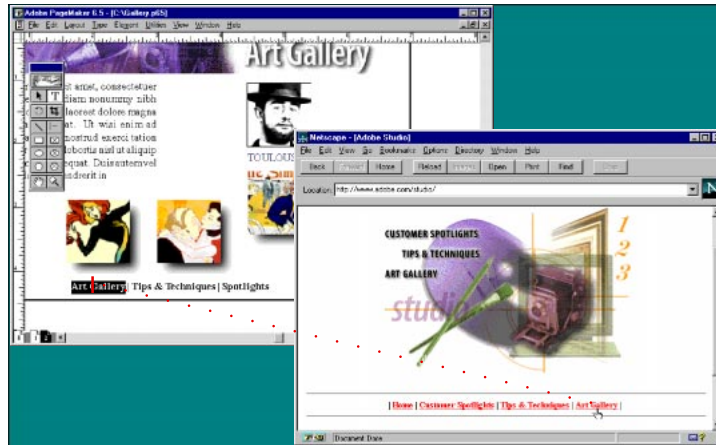 Adobe PageMaker 6.5 - [C:\Gallery.p65]
File Edit Layout Type Element Utilities View Window Help
Art Gallery
amet, consectetuer
diam nonummy nibh
laoreet dolore magna
at. Ut wisi enim ad
nostrud exerci tation
lobortis nisl ut aliquip
equat. Duis autem vel
ndrerit in
TOULOUS
Art Gallery | Tips & Techniques | Spotlights
Netscape - [Adobe Studio]
File Edit View Go Bookmarks Options Directory Window Help
Back Forward Home Reload Images Open Print Find Stop
Location: http://www.adobe.com/studio/
N
CUSTOMER SPOTLIGHTS
TIPS & TECHNIQUES
ART GALLERY
studio
1
2
3
| Home | Customer Spotlights | Tips & Techniques | Art Gallery |
Document: Done